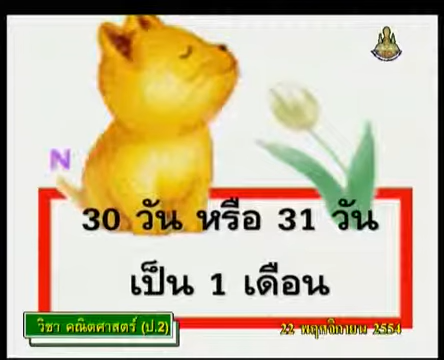 N
30 วัน หรือ 31 วัน
เป็น 1 เดือน
วิชา คณิตศาสตร์ (ป.2)
22 พฤศจิกายน 2554